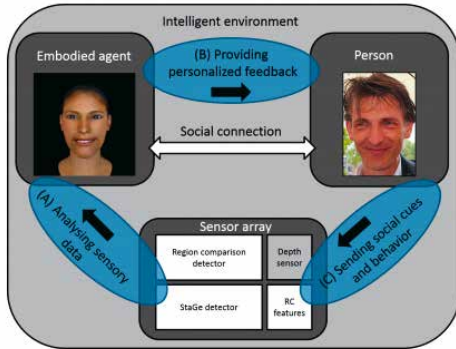 Intelligent environment
Embodied agent
(B) Providing
personalized feedback
Person
Social connection
(A) Analysing sensory
data
Sensor array
Region comparison
detector
Depth
sensor
StaGe detector
RC
features
(C) Sending social cues
and behavior